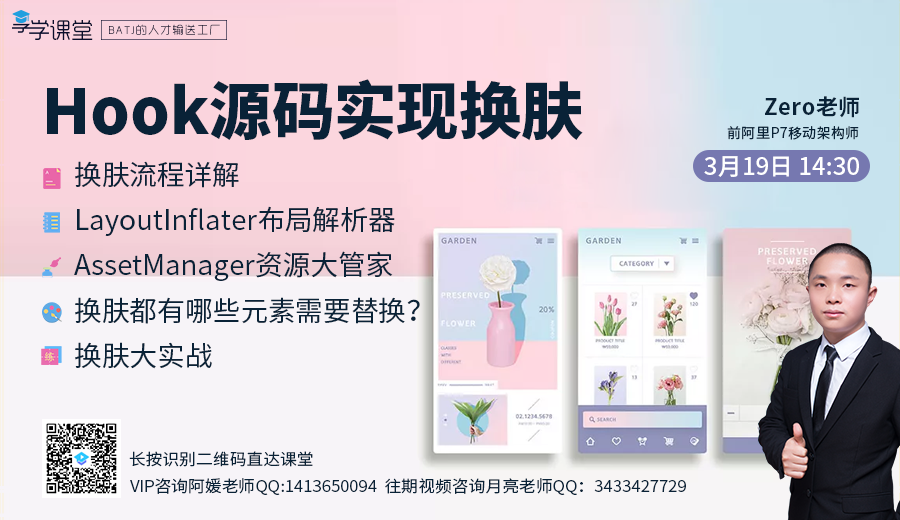 享学课堂
BATJ的人才输送工厂
Hook源码实现换肤
Zero老师
前阿里P7移动架构师
3月19日 14:30
换肤流程详解
LayoutInflater布局解析器
AssetManager资源大管家
换肤都有哪些元素需要替换?
练
换肤大实战
GARDEN
PRESERVED
20%
FLOWER
02.1234.5678
GARDEN
CATEGORY
27
120
PRODUCT TITLE
PRODUCT TITLE
13
37
SEARCH
PRESERVED
FLOWER
长按识别二维码直达课堂
VIP咨询阿媛老师QQ:1413650094 往期视频咨询月亮老师QQ：3433427729